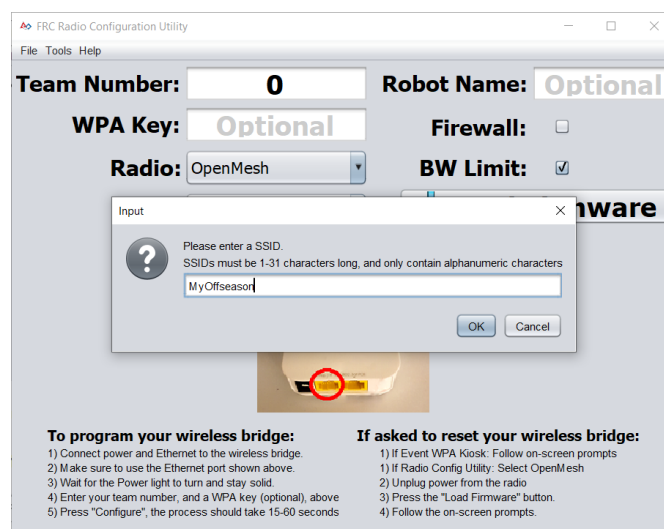 FRC Radio Configuration Utility
File Tools Help
Team Number: 0 Robot Name: Optional
WPA Key: Optional Firewall:
Radio: OpenMesh BW Limit:
Input
Please enter a SSID.
SSIDs must be 1-31 characters long, and only contain alphanumeric characters
MyOffseason
OK Cancel
To program your wireless bridge:
1) Connect power and Ethernet to the wireless bridge.
2) Make sure to use the Ethernet port shown above.
3) Wait for the Power light to turn and stay solid.
4) Enter your team number, and a WPA key (optional), above
5) Press "Configure", the process should take 15-60 seconds
If asked to reset your wireless bridge:
1) If Event WPA Kiosk: Follow on-screen prompts
1) If Radio Config Utility: Select OpenMesh
2) Unplug power from the radio
3) Press the "Load Firmware" button.
4) Follow the on-screen prompts.